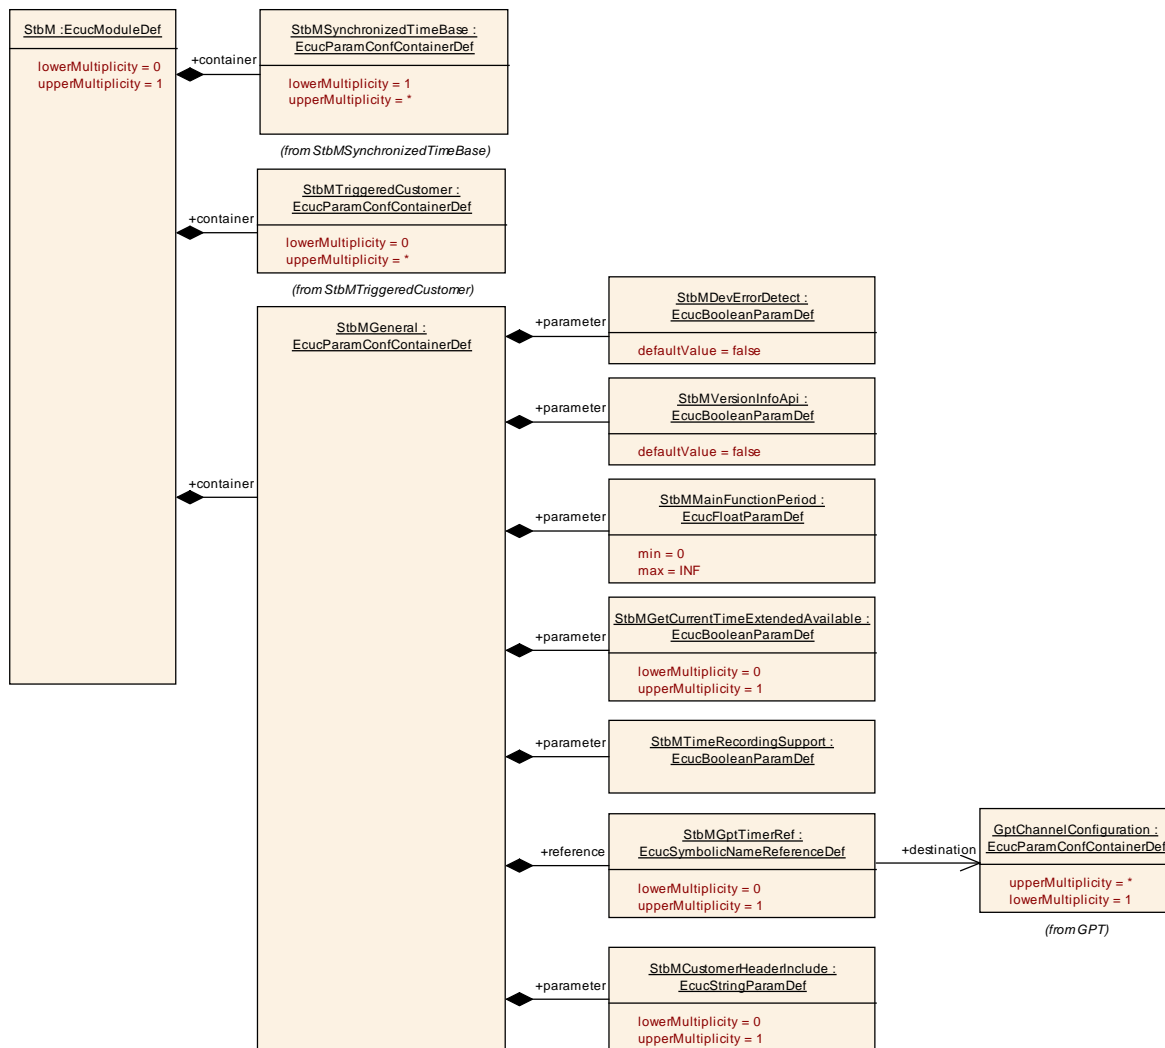 StbM :EcucModuleDef
lowerMultiplicity = 0
upperMultiplicity = 1
+container
StbMSynchronizedTimeBase :
EcucParamConfContainerDef
lowerMultiplicity = 1
upperMultiplicity = *
(from StbMSynchronizedTimeBase)
+container
StbMTriggeredCustomer :
EcucParamConfContainerDef
lowerMultiplicity = 0
upperMultiplicity = *
(from StbMTriggeredCustomer)
+container
StbMGeneral :
EcucParamConfContainerDef
+parameter
StbMDevErrorDetect :
EcucBooleanParamDef
defaultValue = false
+parameter
StbMVersionInfoApi :
EcucBooleanParamDef
defaultValue = false
+parameter
StbMMainFunctionPeriod :
EcucFloatParamDef
min = 0
max = INF
+parameter
StbMGetCurrentTimeExtendedAvailable :
EcucBooleanParamDef
lowerMultiplicity = 0
upperMultiplicity = 1
+parameter
StbMTimeRecordingSupport :
EcucBooleanParamDef
+reference
StbMGptTimerRef :
EcucSymbolicNameReferenceDef
lowerMultiplicity = 0
upperMultiplicity = 1
+destination
GptChannelConfiguration :
EcucParamConfContainerDef
upperMultiplicity = *
lowerMultiplicity = 1
(from GPT)
+parameter
StbMCustomerHeaderInclude :
EcucStringParamDef
lowerMultiplicity = 0
upperMultiplicity = 1